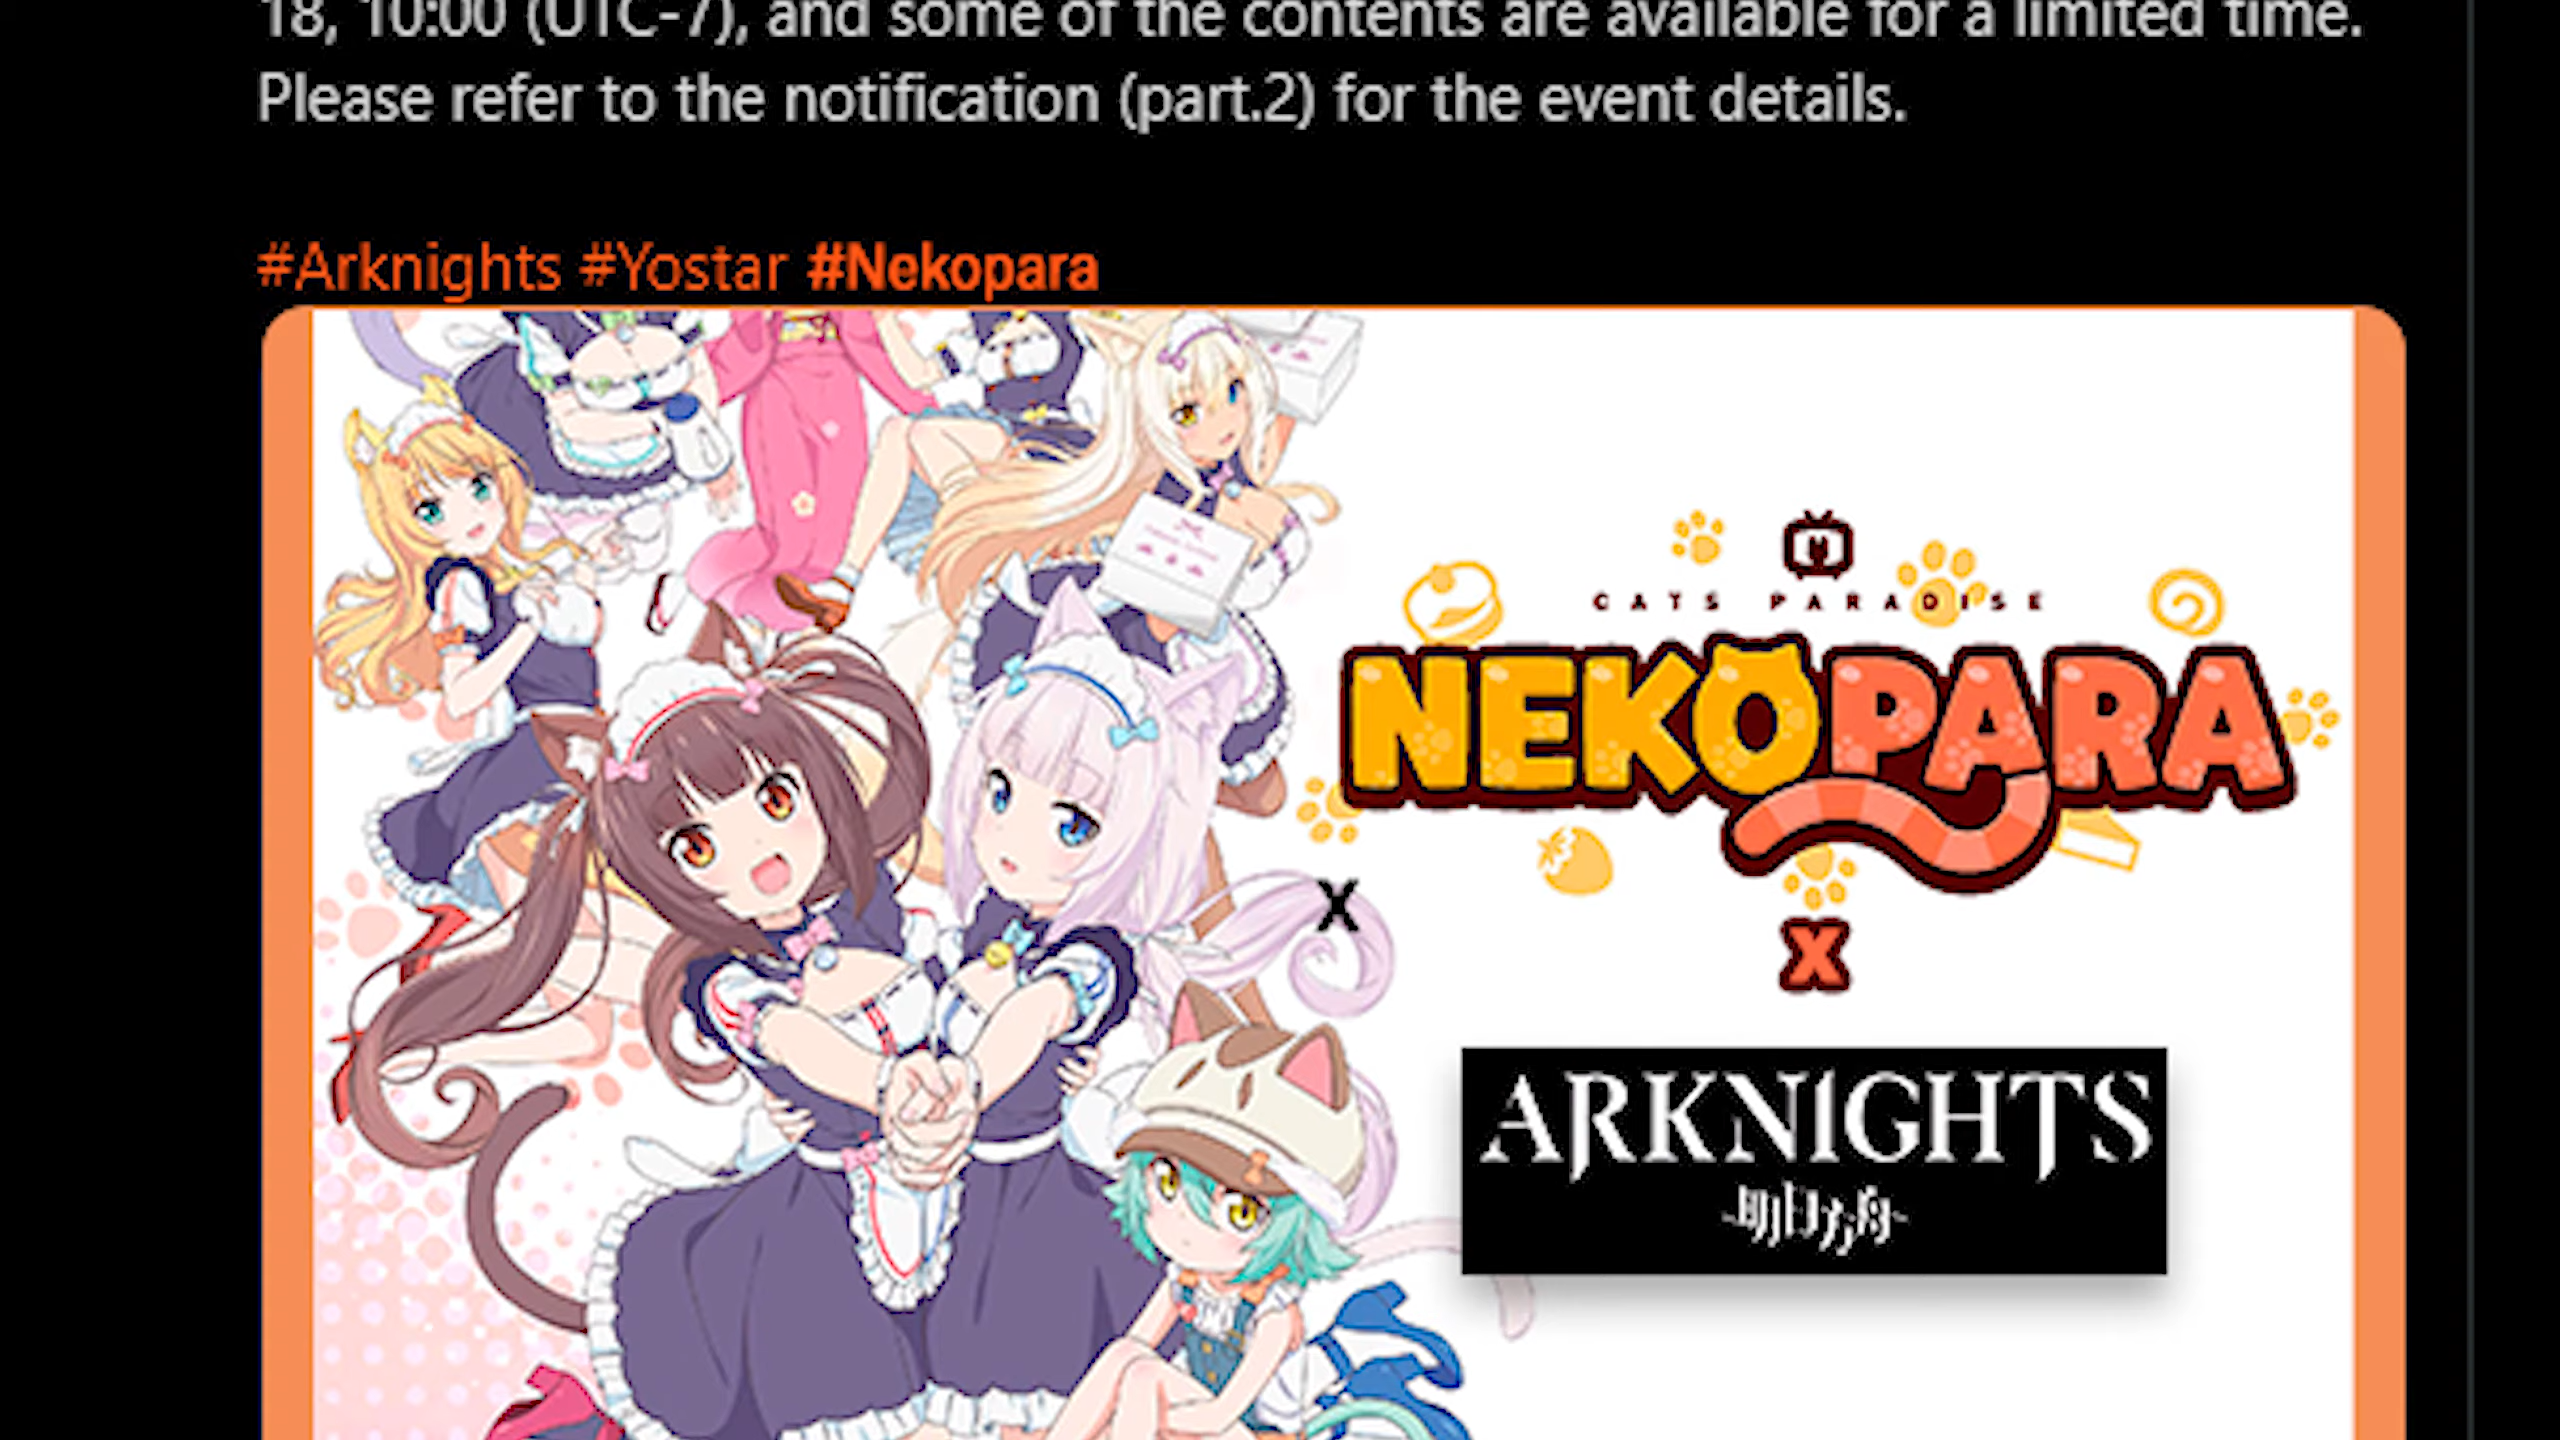 18, 10:00 (UTC-7), and some of the contents are available for a limited time.
Please refer to the notification (part.2) for the event details.
#Arknights #Yostar #Nekopara
CATS PARADISE
NEKOPARA
X
X
ARKNIGHTS
明日方舟